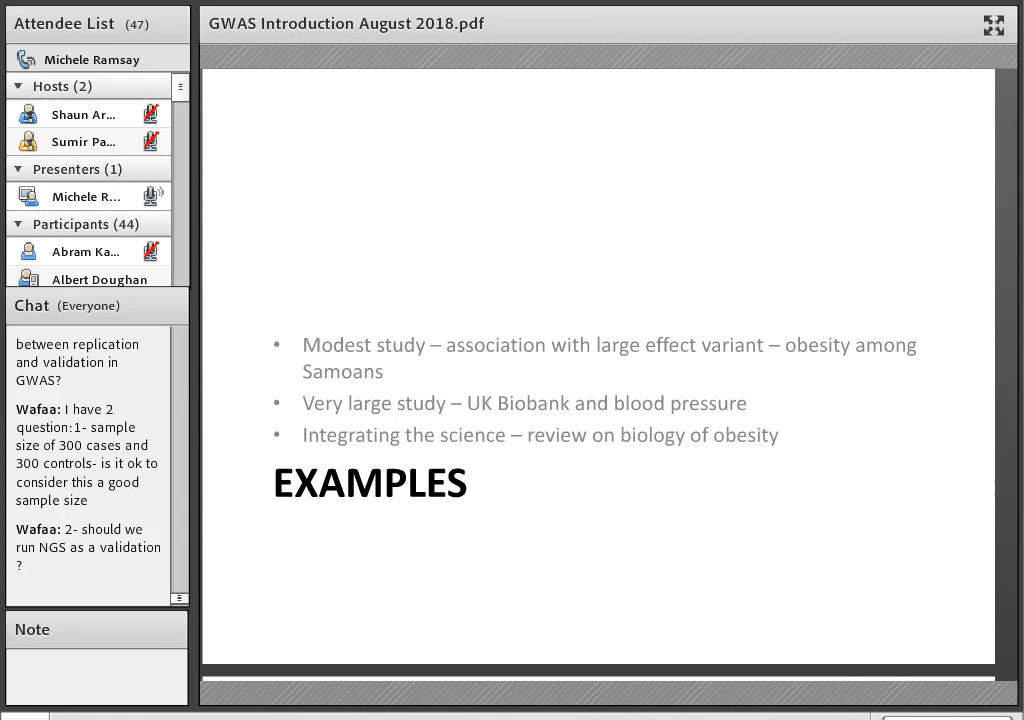 Attendee List (47)
Michele Ramsay
Hosts (2)
Shaun Ar...
Sumir Pa...
Presenters (1)
Michele R...
Participants (44)
Abram Ka...
Albert Doughan
Chat (Everyone)
between replication
and validation in
GWAS?
Wafaa: I have 2
question:1- sample
size of 300 cases and
300 controls- is it ok to
consider this a good
sample size
Wafaa: 2- should we
run NGS as a validation
?
Note
GWAS Introduction August 2018.pdf
• Modest study – association with large effect variant – obesity among
Samoans
• Very large study – UK Biobank and blood pressure
• Integrating the science – review on biology of obesity
EXAMPLES